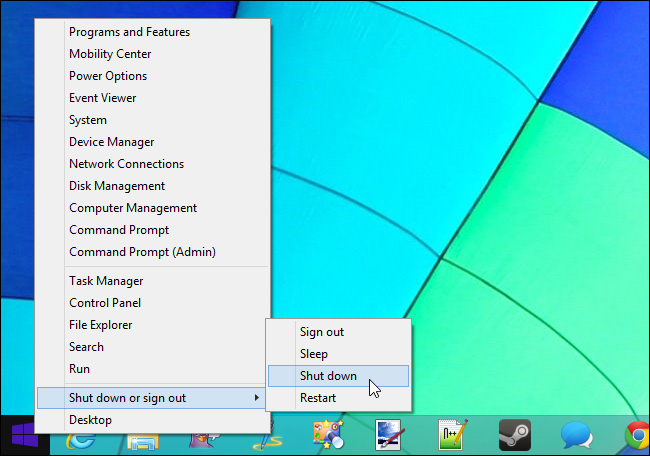 Programs and Features
Mobility Center
Power Options
Event Viewer
System
Device Manager
Network Connections
Disk Management
Computer Management
Command Prompt
Command Prompt (Admin)
Task Manager
Control Panel
File Explorer
Search
Run
Shut down or sign out
Desktop
Sign out
Sleep
Shut down
Restart
N++